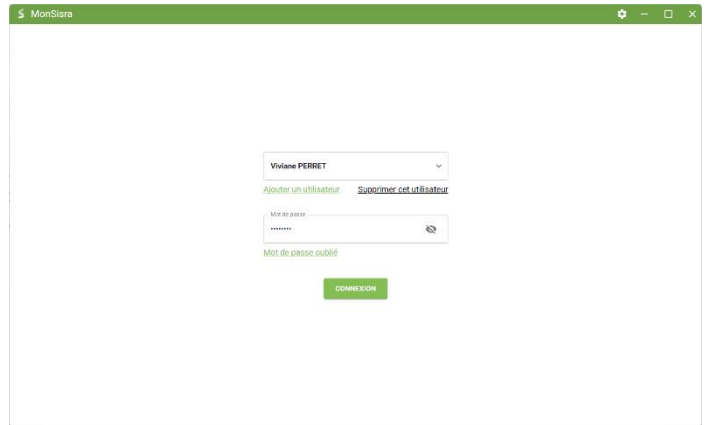 MonSisra
Viviane PERRET
Ajouter un utilisateur Supprimer cet utilisateur
Mot de passe
••••••••
Mot de passe oublié
CONNEXION